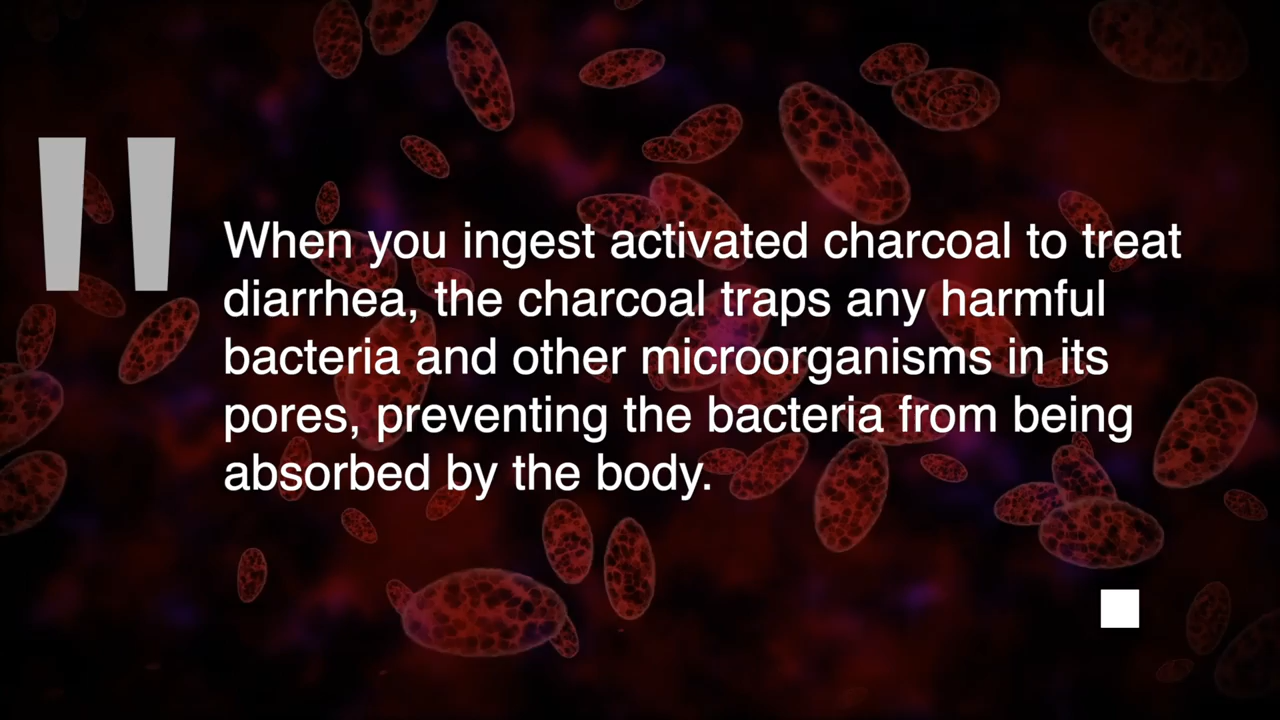 "
When you ingest activated charcoal to treat
diarrhea, the charcoal traps any harmful
bacteria and other microorganisms in its
pores, preventing the bacteria from being
absorbed by the body.